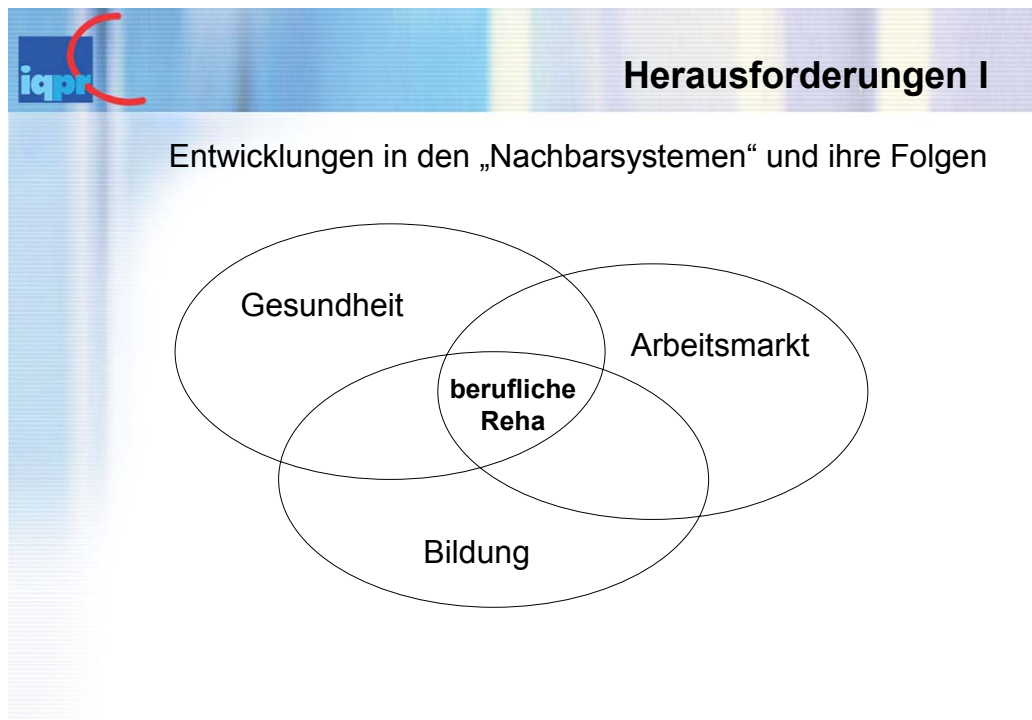 iqpr
Herausforderungen I
Entwicklungen in den „Nachbarsystemen“ und ihre Folgen
Gesundheit
Arbeitsmarkt
berufliche
Reha
Bildung